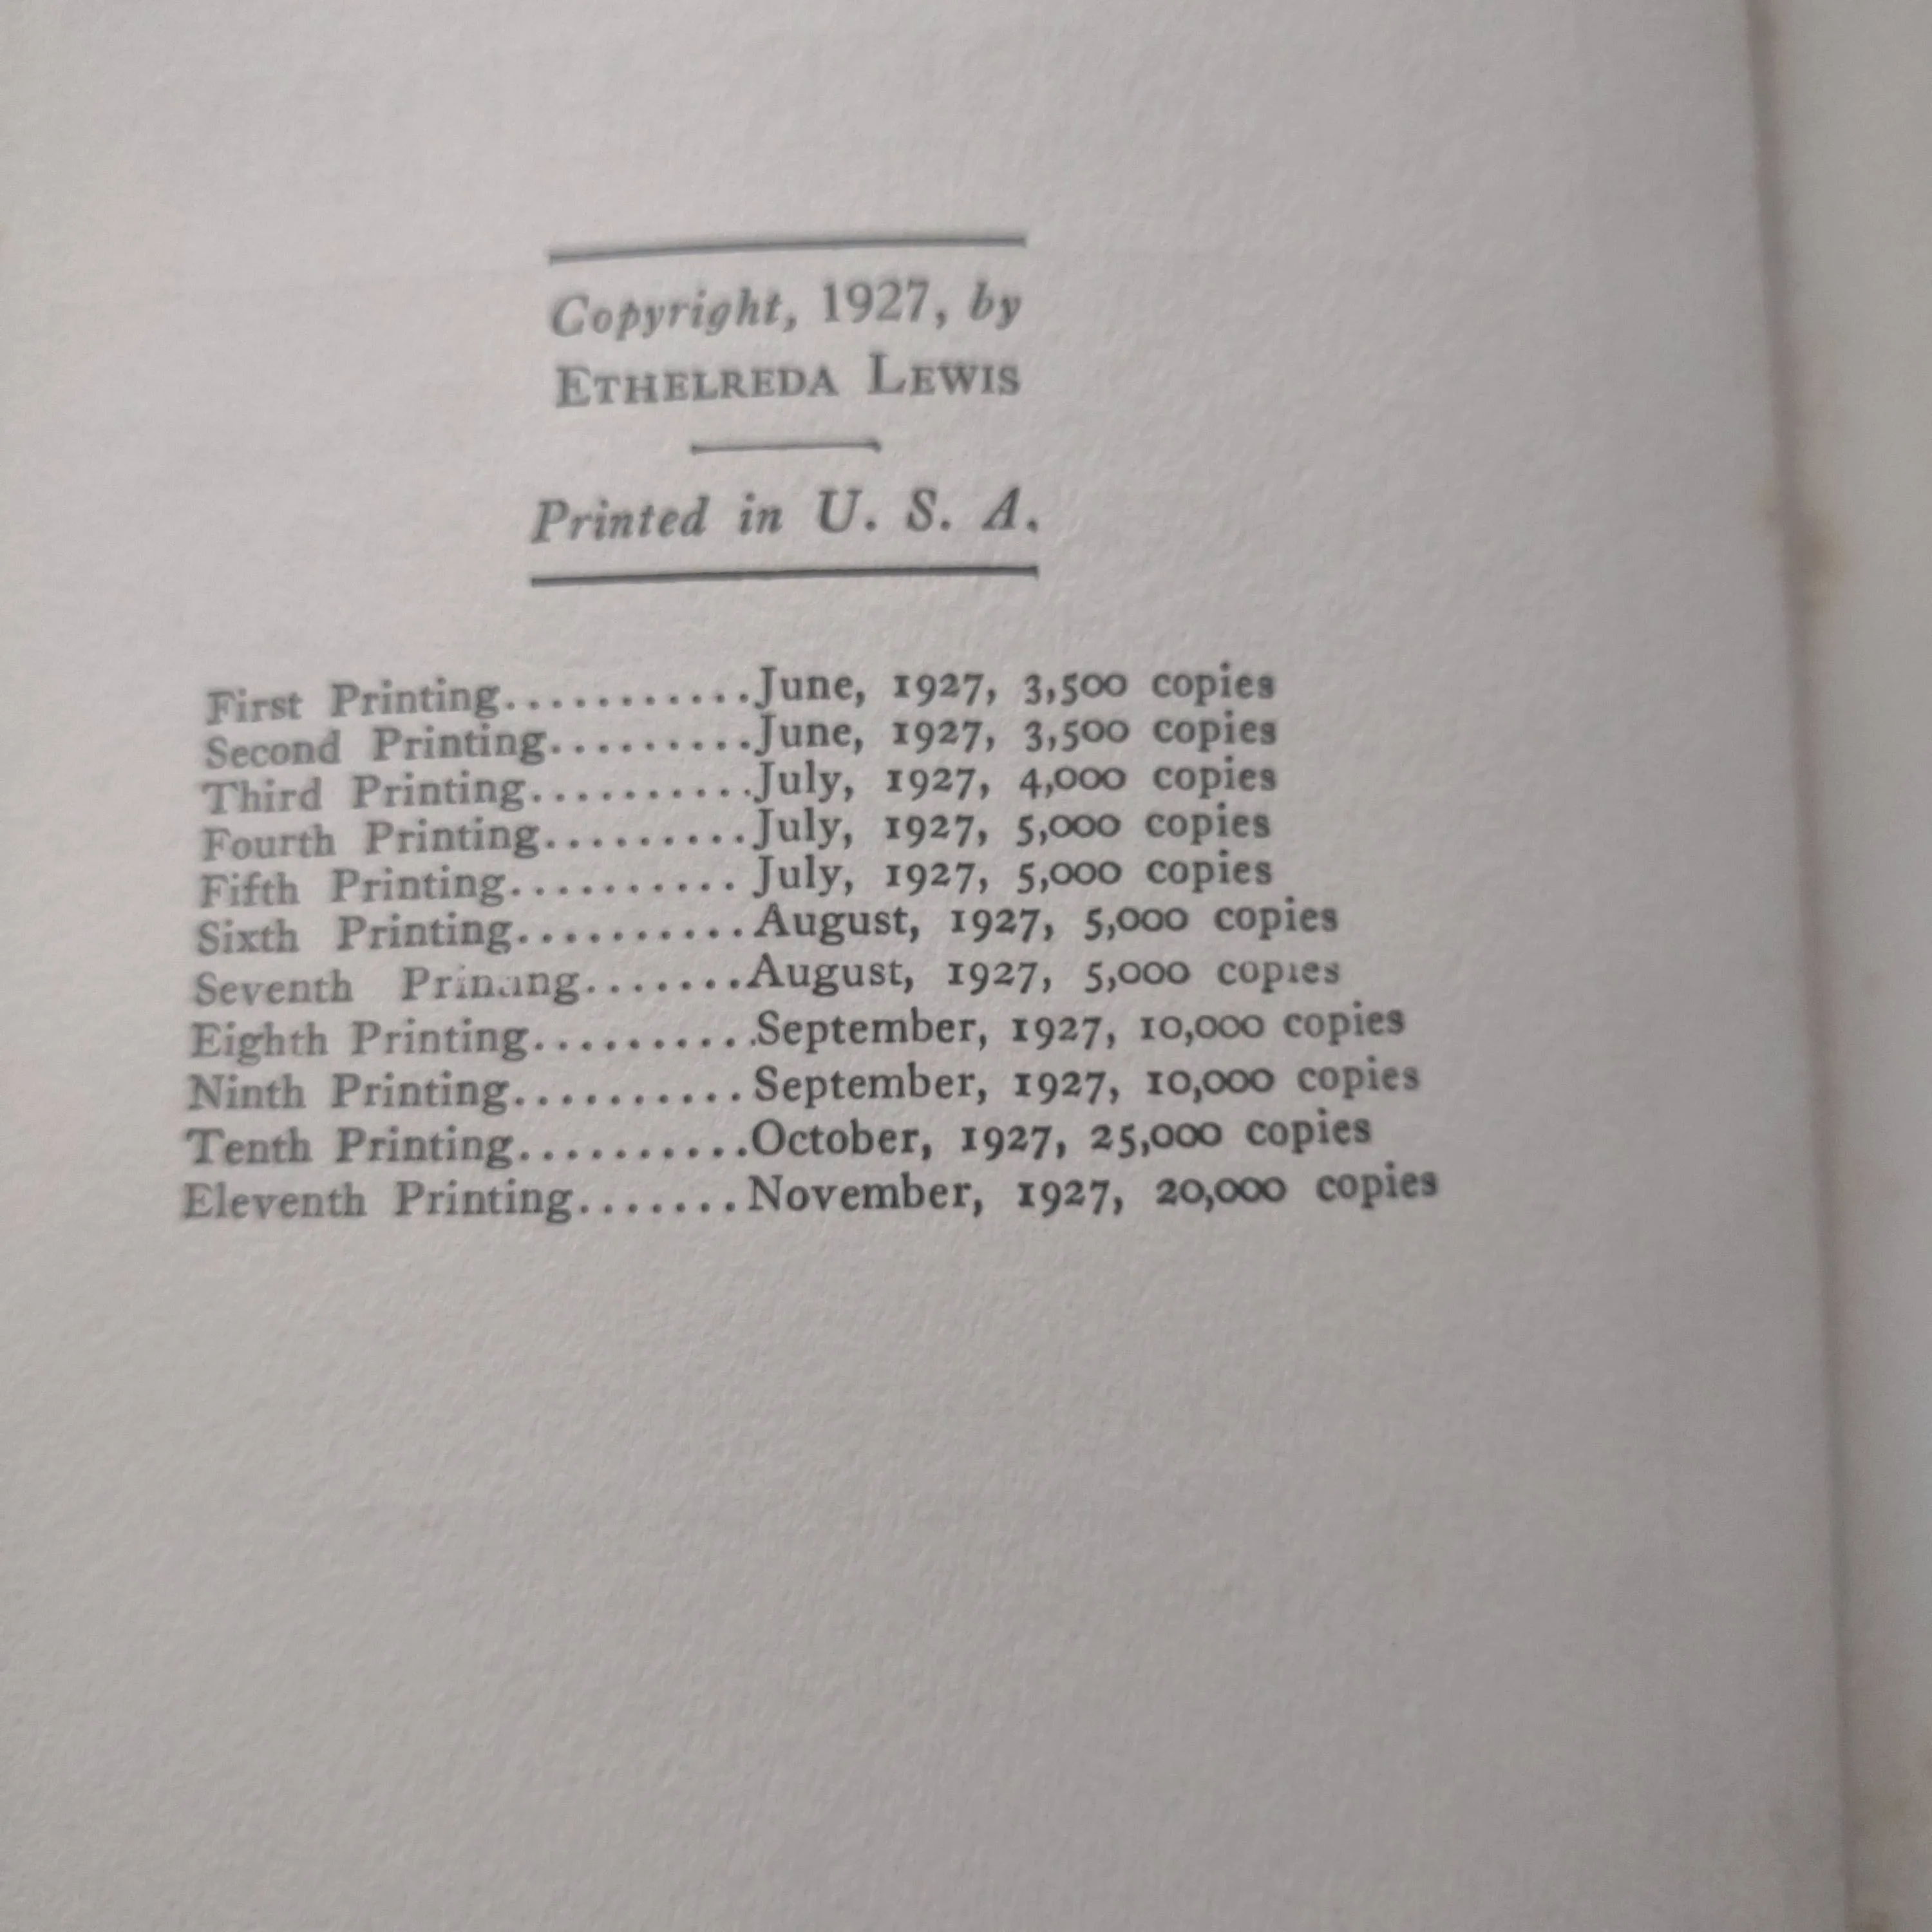 Copyright, 1927, by
ETHELREDA LEWIS
Printed in U. S. A.
First Printing...........June, 1927, 3,500 copies
Second Printing.........June, 1927, 3,500 copies
Third Printing..........July, 1927, 4,000 copies
Fourth Printing.........July, 1927, 5,000 copies
Fifth Printing.......... July, 1927, 5,000 copies
Sixth Printing..........August, 1927, 5,000 copies
Seventh Printing.......August, 1927, 5,000 copies
Eighth Printing..........September, 1927, 10,000 copies
Ninth Printing..........September, 1927, 10,000 copies
Tenth Printing..........October, 1927, 25,000 copies
Eleventh Printing.......November, 1927, 20,000 copies